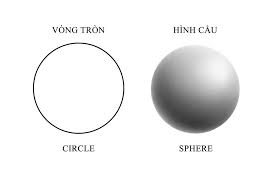 VÒNG TRÒN
HÌNH CẦU
CIRCLE
SPHERE